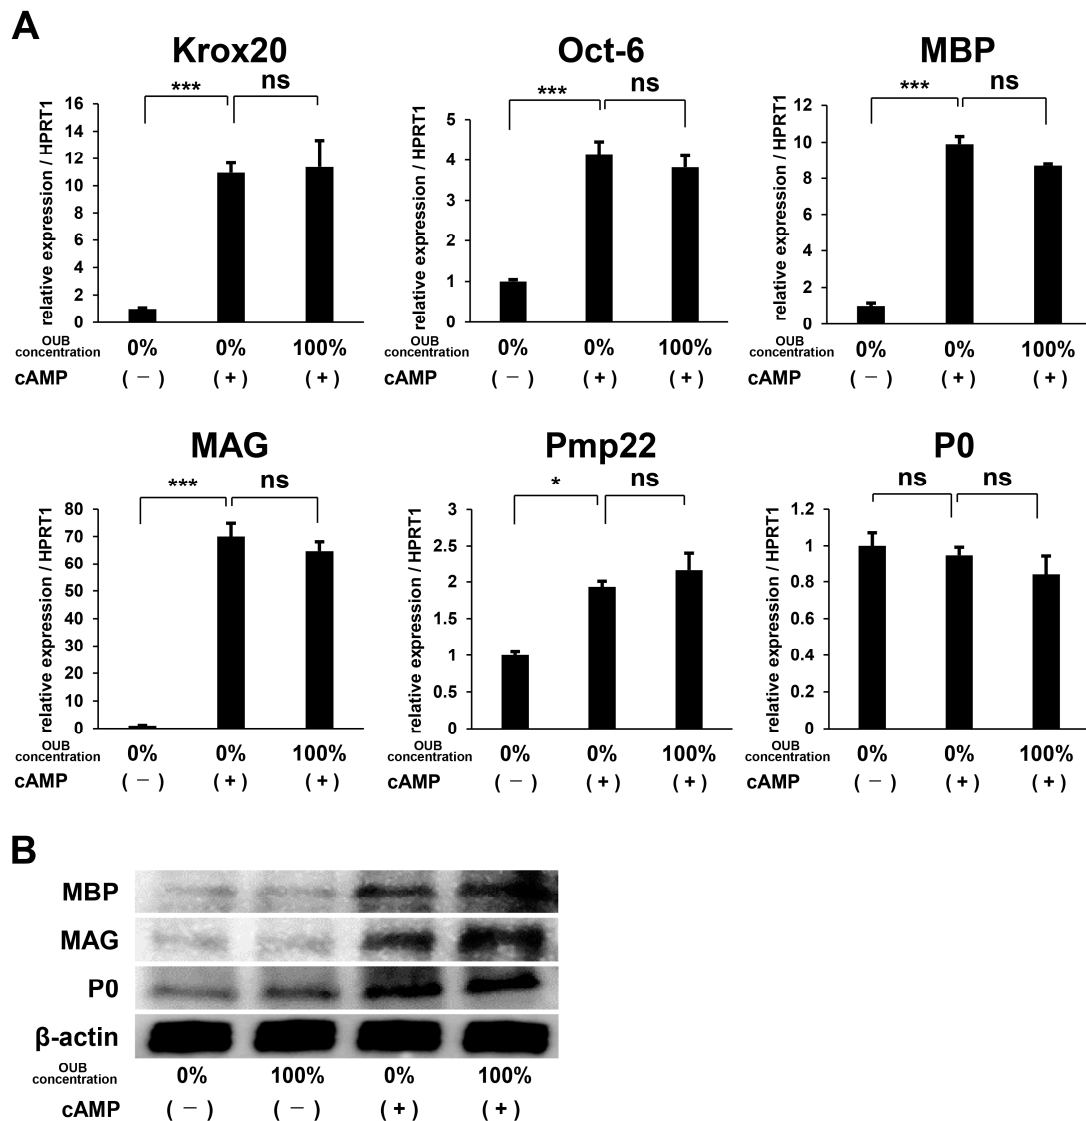 A
Krox20
*** ns
relative expression / HPRT1
16
14
12
10
8
6
4
2
0
OUB concentration 0% 0% 100%
cAMP ( − ) ( + ) ( + )
Oct-6
*** ns
relative expression / HPRT1
5
4
3
2
1
0
OUB concentration 0% 0% 100%
cAMP ( − ) ( + ) ( + )
MBP
*** ns
relative expression / HPRT1
12
10
8
6
4
2
0
OUB concentration 0% 0% 100%
cAMP ( − ) ( + ) ( + )
MAG
*** ns
relative expression / HPRT1
80
70
60
50
40
30
20
10
0
OUB concentration 0% 0% 100%
cAMP ( − ) ( + ) ( + )
Pmp22
* ns
relative expression / HPRT1
3
2.5
2
1.5
1
0.5
0
OUB concentration 0% 0% 100%
cAMP ( − ) ( + ) ( + )
P0
ns ns
relative expression / HPRT1
1.2
1
0.8
0.6
0.4
0.2
0
OUB concentration 0% 0% 100%
cAMP ( − ) ( + ) ( + )
B
MBP
MAG
P0
β-actin
OUB concentration 0% 100% 0% 100%
cAMP ( − ) ( − ) ( + ) ( + )